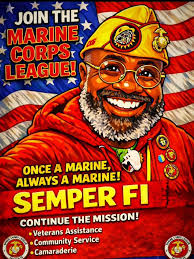 JOIN THE
MARINE
CORPS
LEAGUE!
ONCE A MARINE,
ALWAYS A MARINE!
SEMPER FI
CONTINUE THE MISSION!
• Veterans Assistance
• Community Service
• Camaraderie